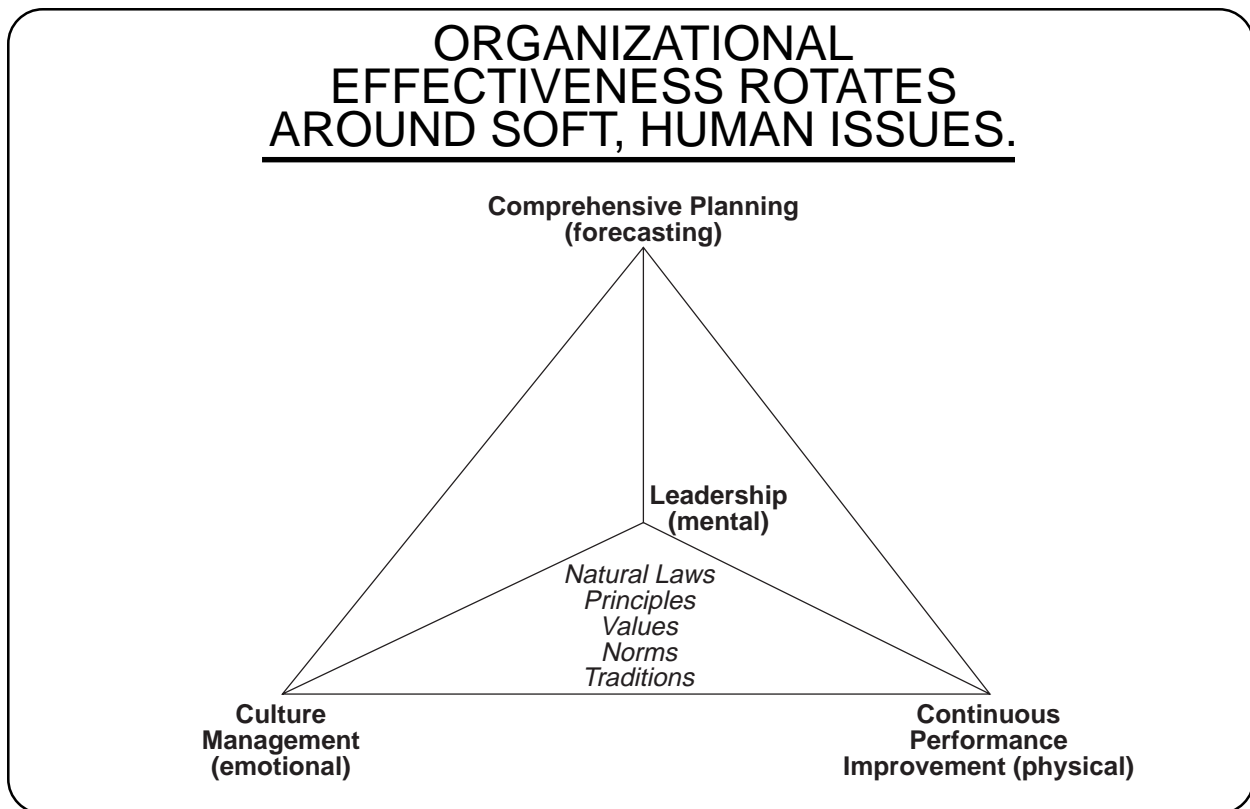 ORGANIZATIONAL
EFFECTIVENESS ROTATES
AROUND SOFT, HUMAN ISSUES.
Comprehensive Planning
(forecasting)
Leadership
(mental)
Natural Laws
Principles
Values
Norms
Traditions
Culture
Management
(emotional)
Continuous
Performance
Improvement (physical)